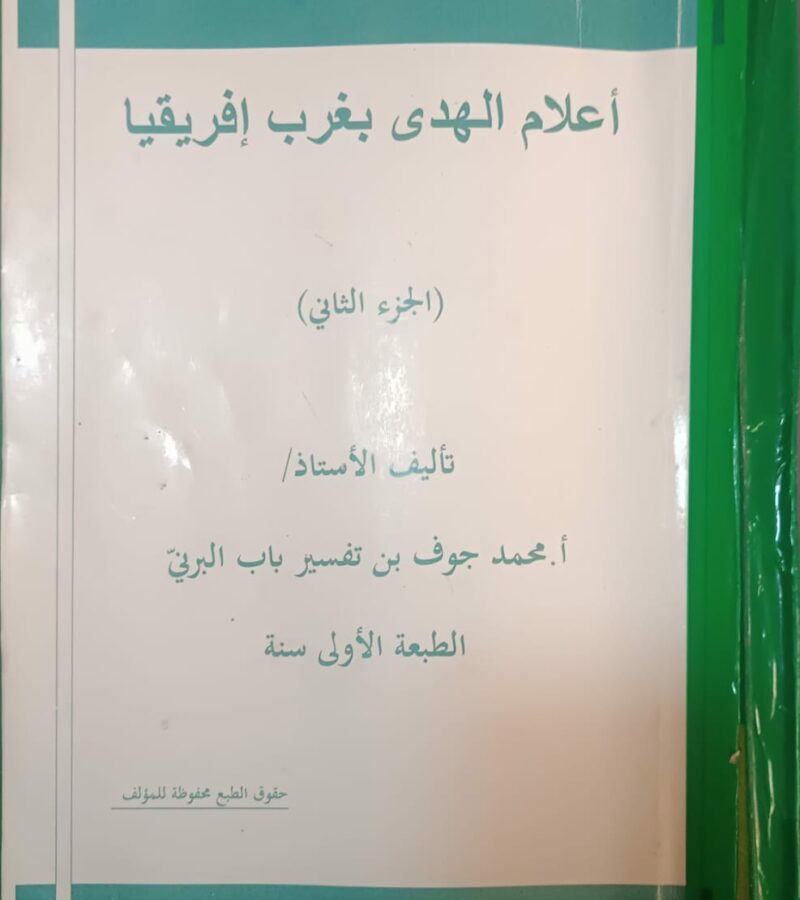 أعلام الهدى بغرب إفريقيا
(الجزء الثاني)
تأليف الأستاذ/
أ.محمد جوف بن تفسير باب البرنيّ
الطبعة الأولى سنة
حقوق الطبع محفوظة للمؤلف